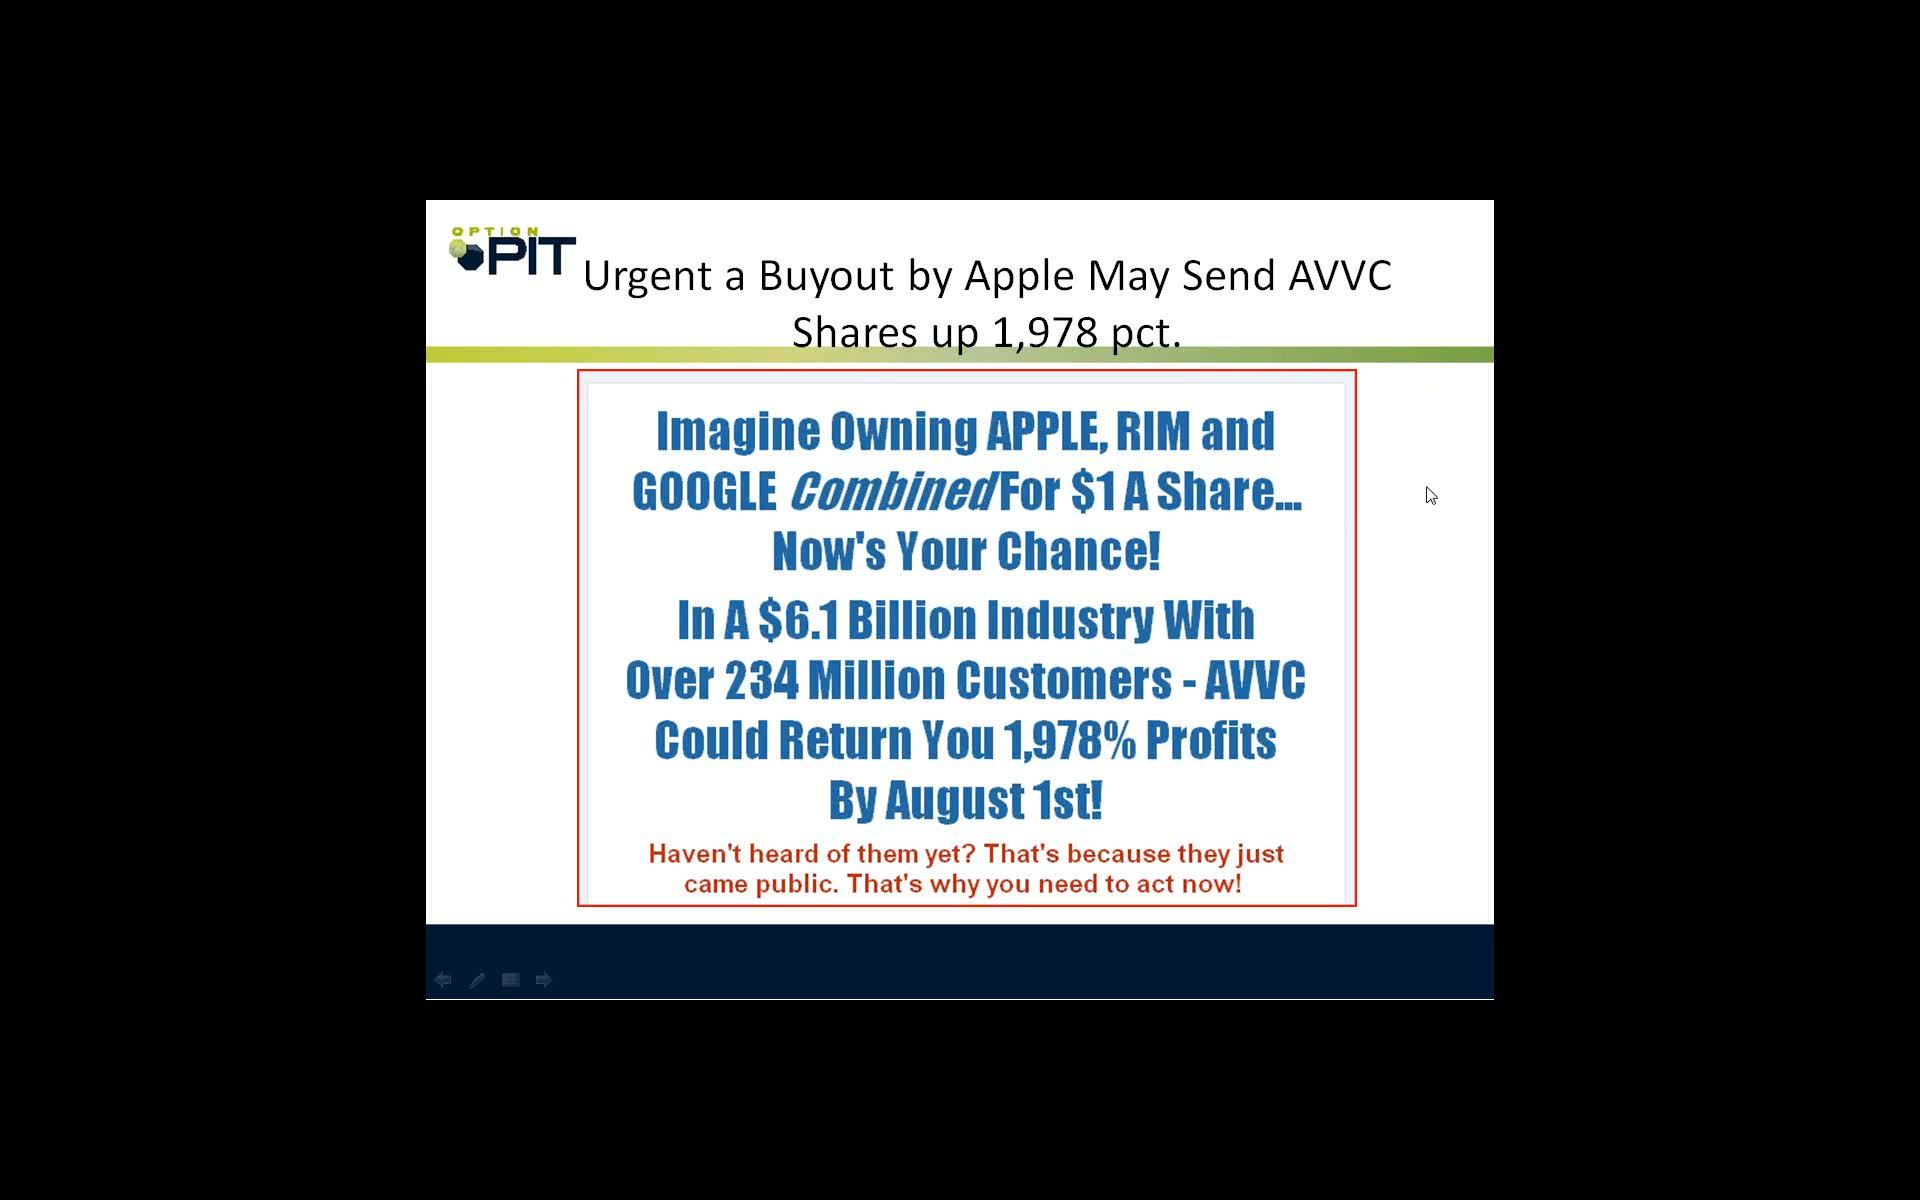 OPTION
PIT
Urgent a Buyout by Apple May Send AVVC
Shares up 1,978 pct.
Imagine Owning APPLE, RIM and
GOOGLE Combined For $1 A Share...
Now's Your Chance!
In A $6.1 Billion Industry With
Over 234 Million Customers - AVVC
Could Return You 1,978% Profits
By August 1st!
Haven't heard of them yet? That's because they just
came public. That's why you need to act now!